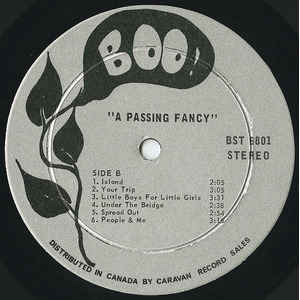 BOO!
"A PASSING FANCY"
BST 6801
STEREO
SIDE B
1. Island 2:05
2. Your Trip 2:05
3. Little Boys For Little Girls 3:31
4. Under The Bridge 2:38
5. Spread Out 2:54
6. People & Me 3:16
DISTRIBUTED IN CANADA BY CARAVAN RECORD SALES